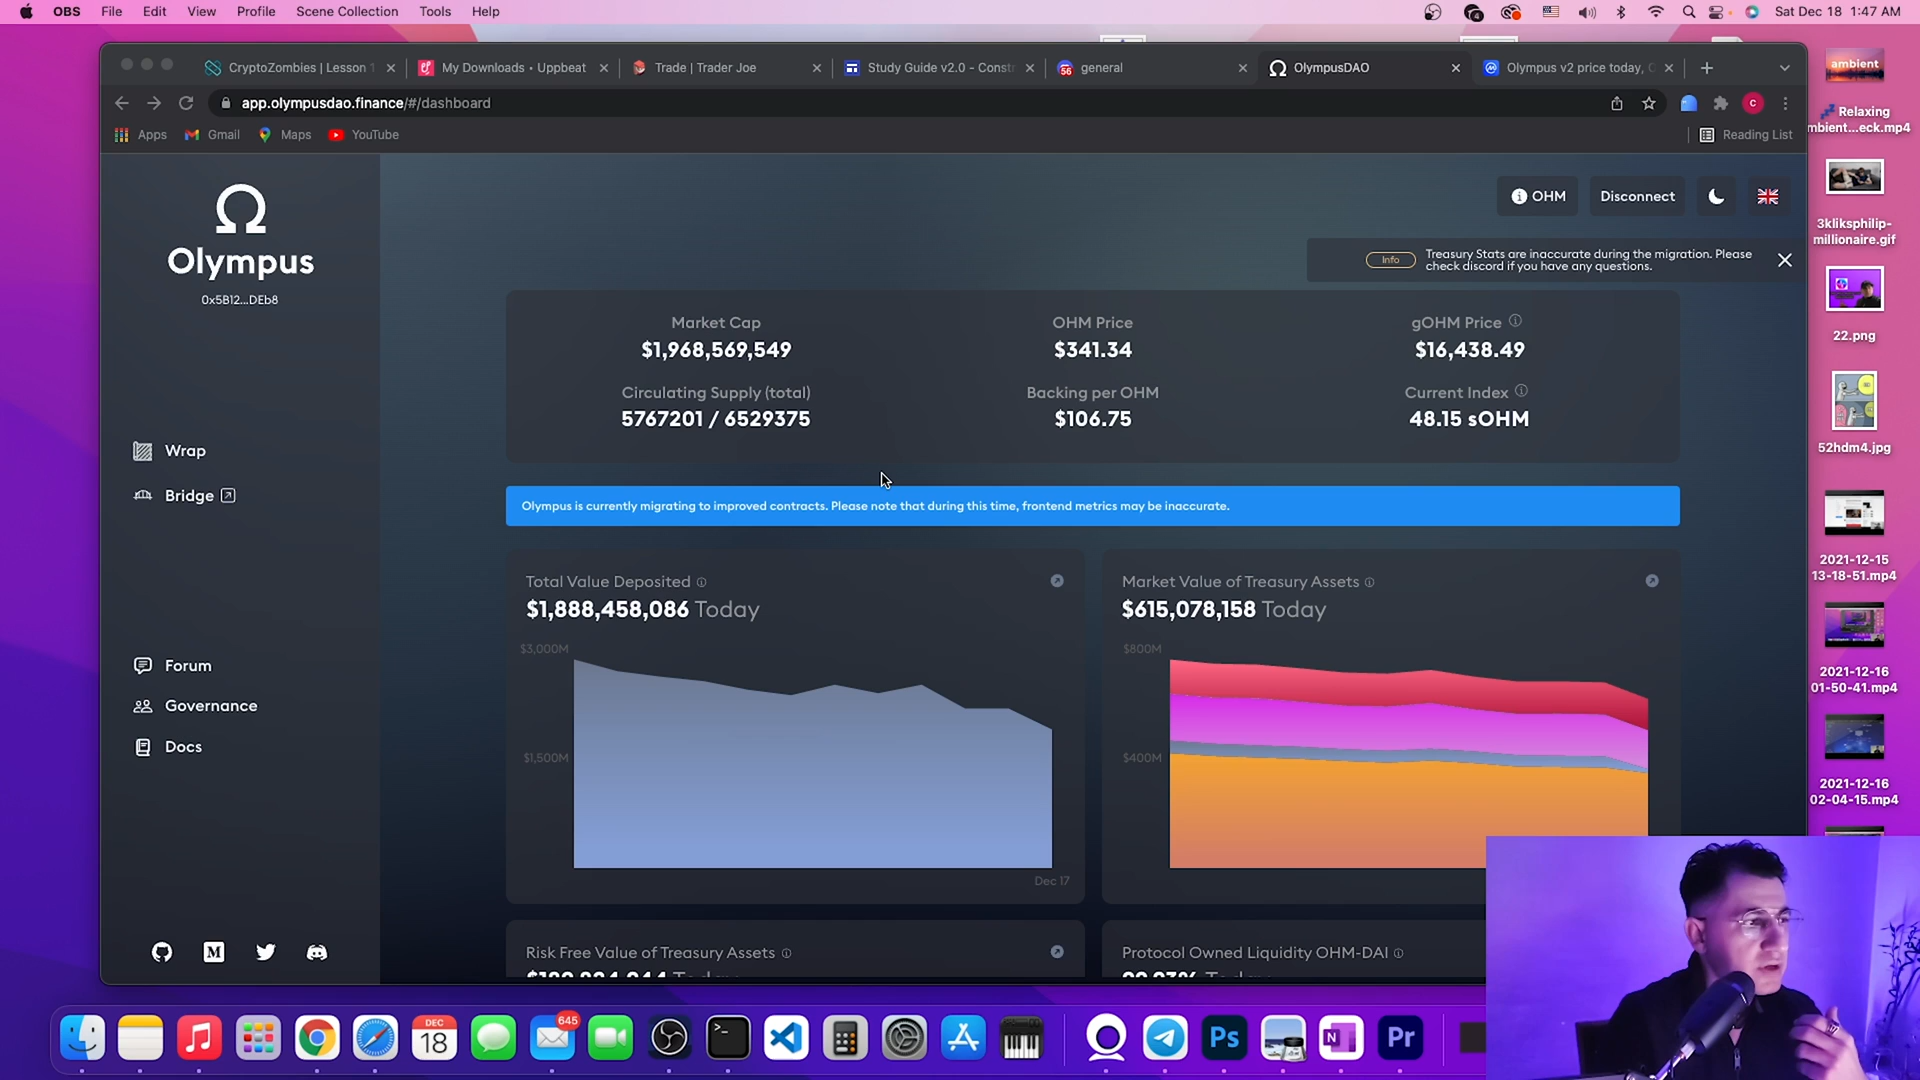 OBS File Edit View Profile Scene Collection Tools Help
4
Sat Dec 18 1:47 AM
CryptoZombies | Lesson 1
My Downloads • Uppbeat
Trade | Trader Joe
Study Guide v2.0 - Constr
56 general
OlympusDAO
Olympus v2 price today, C
app.olympusdao.finance/#/dashboard
C
Apps Gmail Maps YouTube
Reading List
Olympus
0x5B12...DEb8
Wrap
Bridge
Forum
Governance
Docs
OHM
Disconnect
Info
Treasury Stats are inaccurate during the migration. Please
check discord if you have any questions.
Market Cap
$1,968,569,549
OHM Price
$341.34
gOHM Price
$16,438.49
Circulating Supply (total)
5767201 / 6529375
Backing per OHM
$106.75
Current Index
48.15 sOHM
Olympus is currently migrating to improved contracts. Please note that during this time, frontend metrics may be inaccurate.
Total Value Deposited
$1,888,458,086 Today
$3,000M
$1,500M
Dec 17
Market Value of Treasury Assets
$615,078,158 Today
$800M
$400M
Risk Free Value of Treasury Assets
Protocol Owned Liquidity OHM-DAI
ambient
Relaxing
mbient...eck.mp4
3kliksphilip-
millionaire.gif
22.png
52hdm4.jpg
2021-12-15
13-18-51.mp4
2021-12-16
01-50-41.mp4
2021-12-16
02-04-15.mp4
DEC
18
645
Ps
N
Pr